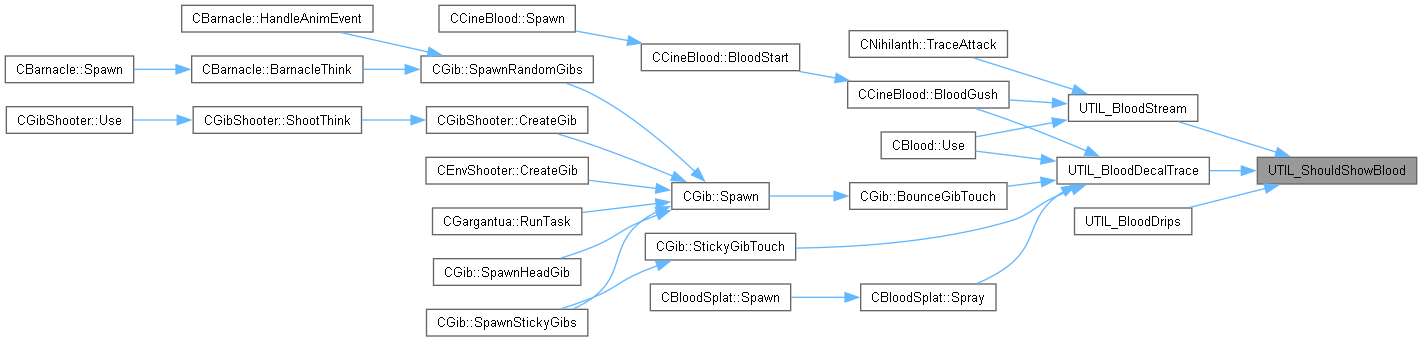 CBarnacle::HandleAnimEvent
CCineBlood::Spawn
CNihilanth::TraceAttack
CCineBlood::BloodStart
CBarnacle::Spawn
CBarnacle::BarnacleThink
CGib::SpawnRandomGibs
CCineBlood::BloodGush
UTIL_BloodStream
CGibShooter::Use
CGibShooter::ShootThink
CGibShooter::CreateGib
CBlood::Use
CEnvShooter::CreateGib
UTIL_BloodDecalTrace
UTIL_ShouldShowBlood
CGib::Spawn
CGib::BounceGibTouch
CGargantua::RunTask
UTIL_BloodDrips
CGib::StickyGibTouch
CGib::SpawnHeadGib
CBloodSplat::Spawn
CBloodSplat::Spray
CGib::SpawnStickyGibs